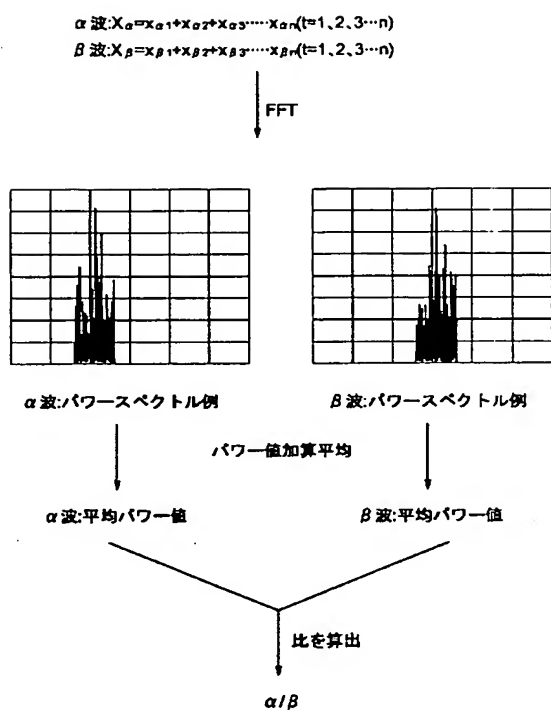 α波:Xα=xα1+xα2+xα3·····xαn(t=1、2、3···n)
β波:Xβ=xβ1+xβ2+xβ3·····xβn(t=1、2、3···n)
FFT
α波:パワースペクトル例
β波:パワースペクトル例
パワー値加算平均
α波:平均パワー値
β波:平均パワー値
比を算出
α/β